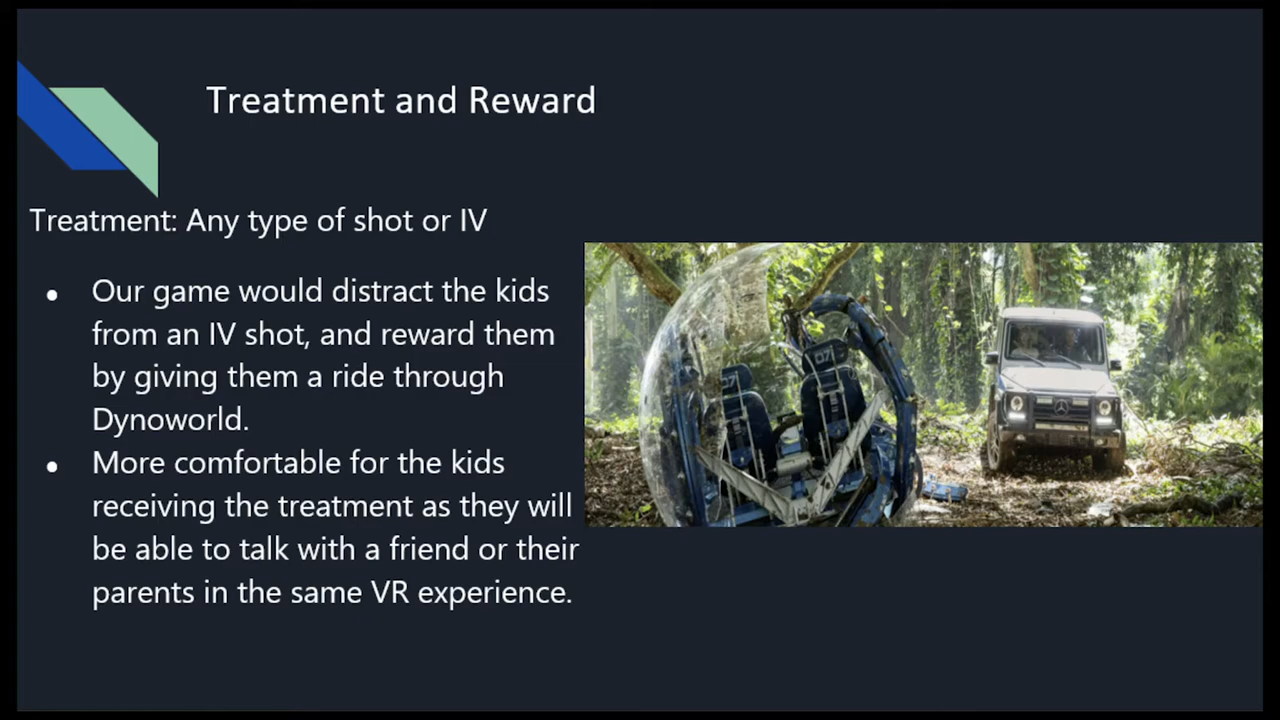 Treatment and Reward
Treatment: Any type of shot or IV
● Our game would distract the kids
from an IV shot, and reward them
by giving them a ride through
Dynoworld.
● More comfortable for the kids
receiving the treatment as they will
be able to talk with a friend or their
parents in the same VR experience.
07
07